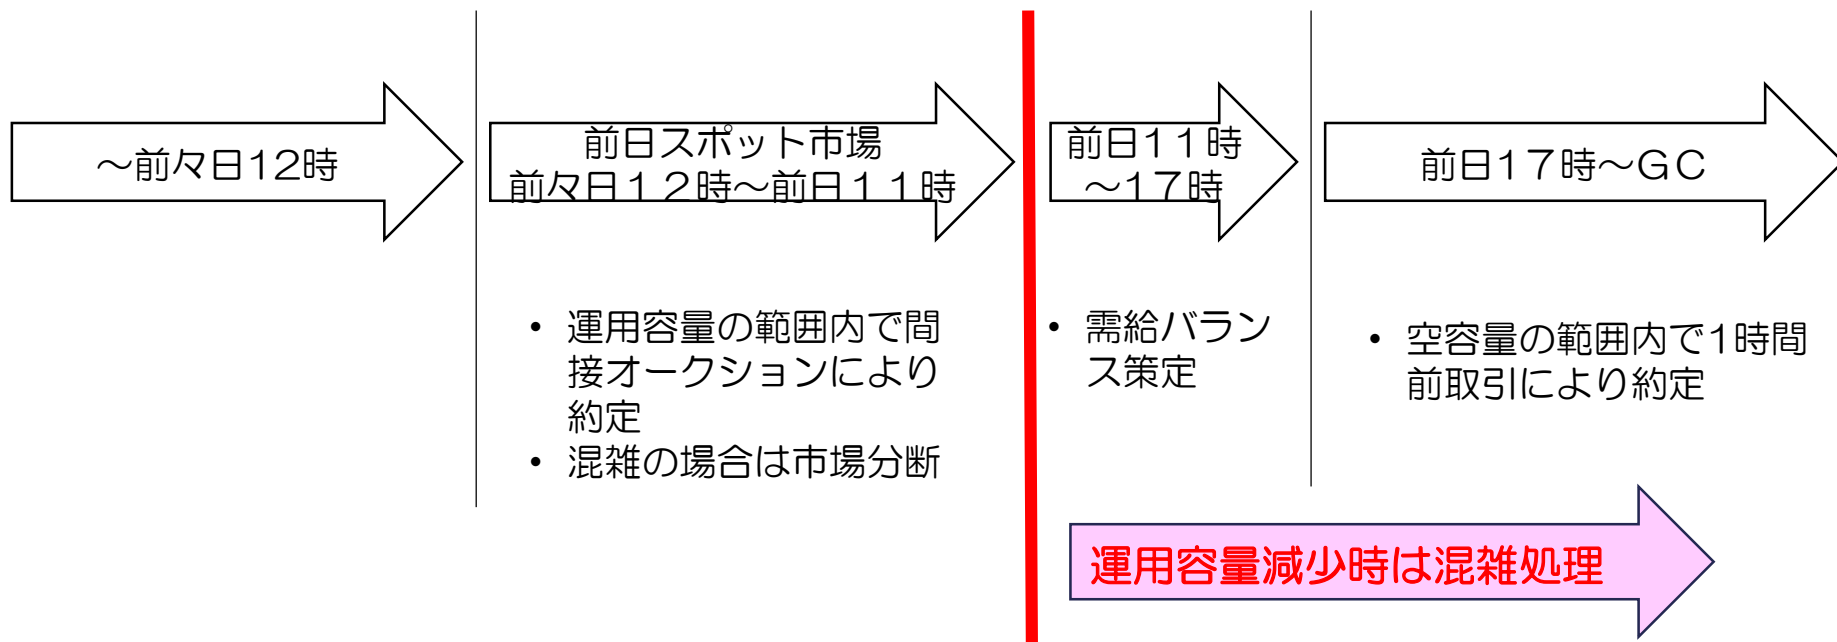 ～前々日12時
前日スポット市場
前々日１２時～前日１１時
前日１１時
～17時
前日17時～GC
• 運用容量の範囲内で間
接オークションにより
約定
• 混雑の場合は市場分断
• 需給バラン
ス策定
• 空容量の範囲内で1時間
前取引により約定
運用容量減少時は混雑処理